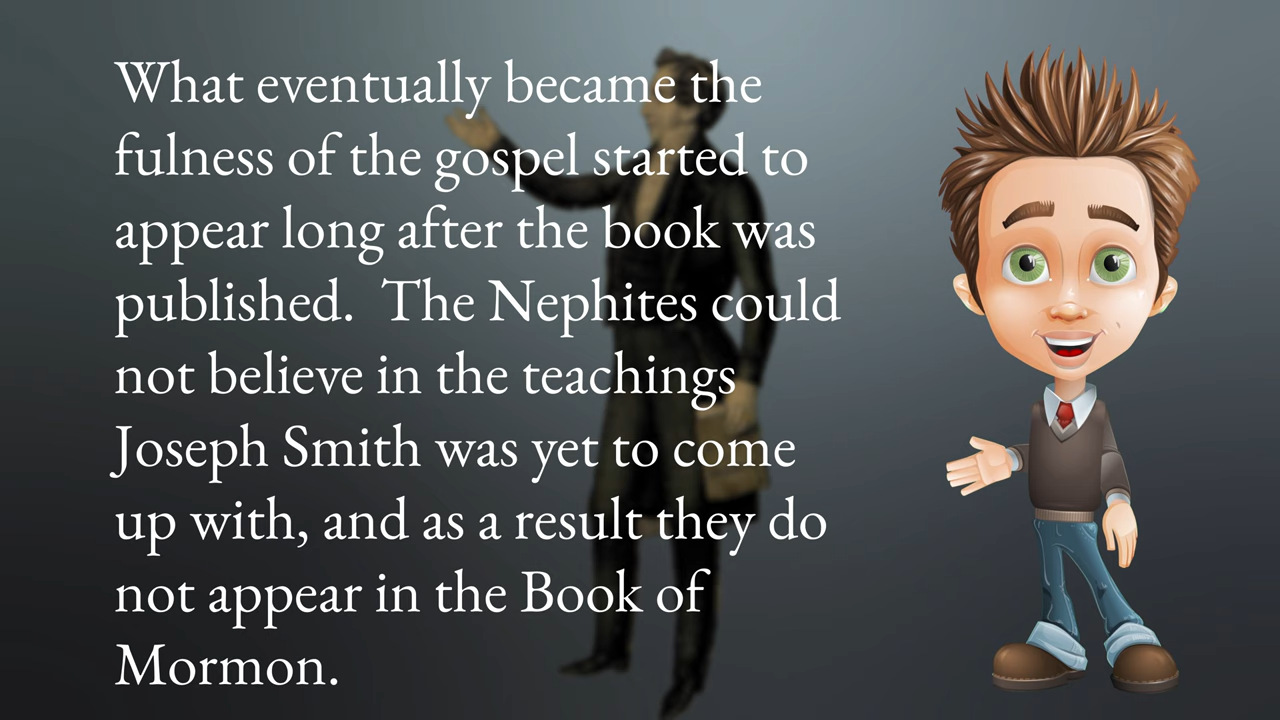 What eventually became the
fulness of the gospel started to
appear long after the book was
published.  The Nephites could
not believe in the teachings
Joseph Smith was yet to come
up with, and as a result they do
not appear in the Book of
Mormon.